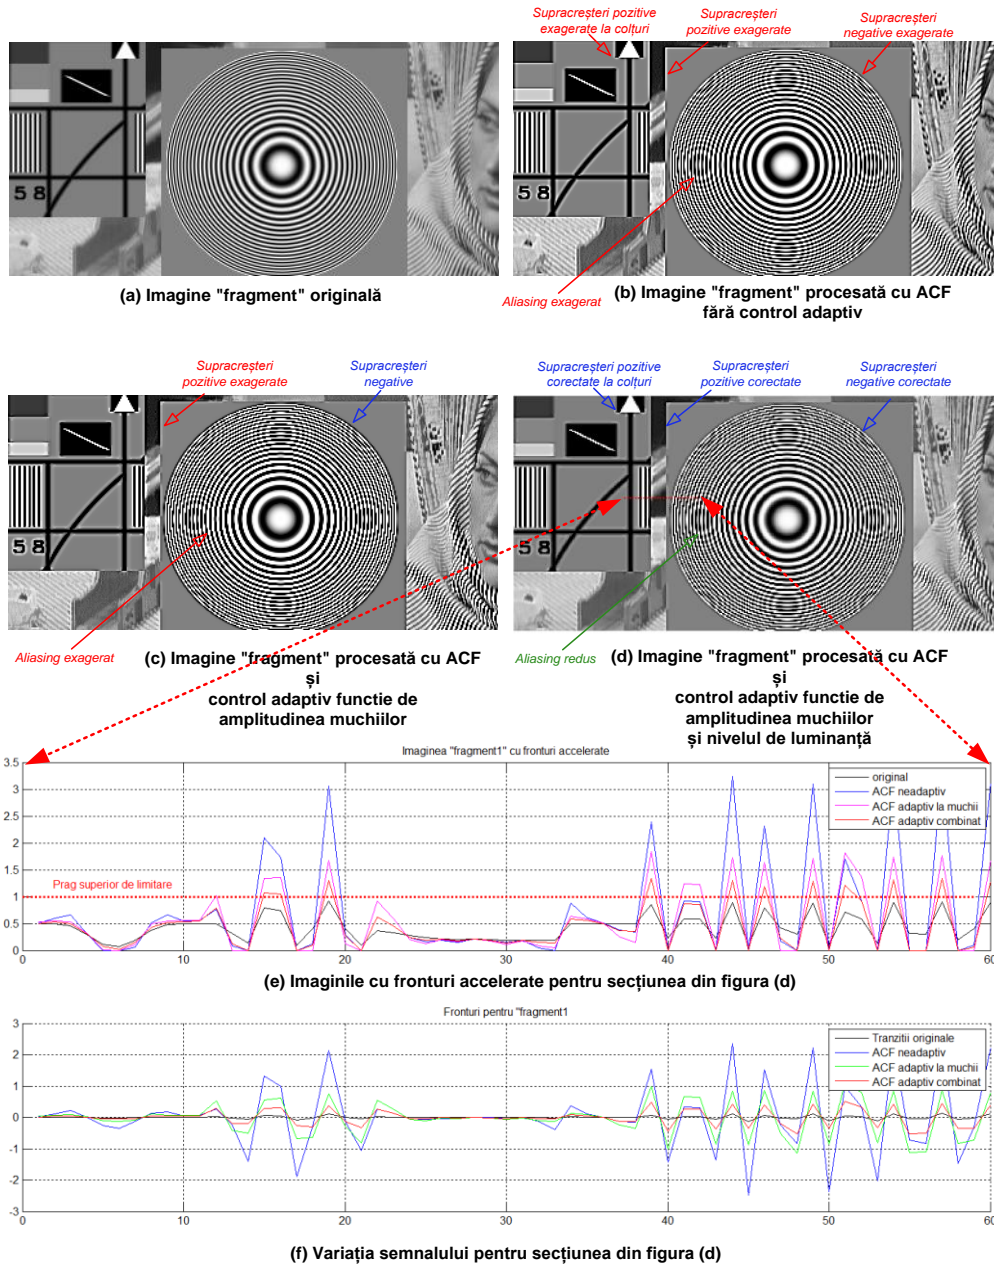 Supracreșteri pozitive
exagerate la colțuri
Supracreșteri
pozitive exagerate
Supracreșteri
negative exagerate
5 8
5 8
Aliasing exagerat
(a) Imagine "fragment" originală
(b) Imagine "fragment" procesată cu ACF
fără control adaptiv
Supracreșteri
pozitive exagerate
Supracreșteri
negative
Supracreșteri pozitive
corectate la colțuri
Supracreșteri
pozitive corectate
Supracreșteri
negative corectate
5 8
5 8
Aliasing exagerat
(c) Imagine "fragment" procesată cu ACF
și
control adaptiv functie de
amplitudinea muchiilor
Aliasing redus
(d) Imagine "fragment" procesată cu ACF
și
control adaptiv functie de
amplitudinea muchiilor
și nivelul de luminanță
Imaginea "fragment1" cu fronturi accelerate
3.5
3
2.5
2
1.5
1
0.5
0
original
ACF neadaptiv
ACF adaptiv la muchii
ACF adaptiv combinat
Prag superior de limitare
0 10 20 30 40 50 60
(e) Imaginile cu fronturi accelerate pentru secțiunea din figura (d)
Fronturi pentru "fragment1
3
2
1
0
-1
-2
-3
Tranzitii originale
ACF neadaptiv
ACF adaptiv la muchii
ACF adaptiv combinat
0 10 20 30 40 50 60
(f) Variația semnalului pentru secțiunea din figura (d)